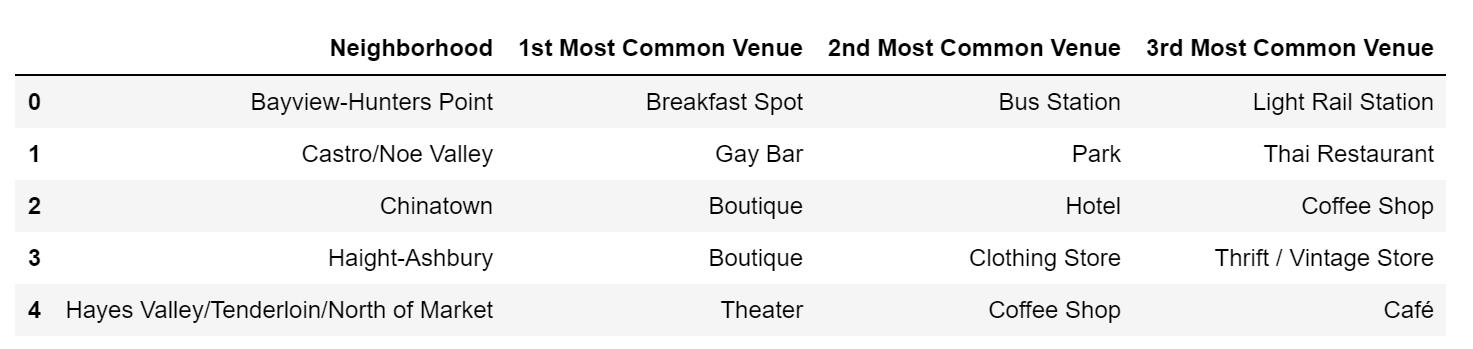 Neighborhood 1st Most Common Venue 2nd Most Common Venue 3rd Most Common Venue
0 Bayview-Hunters Point Breakfast Spot Bus Station Light Rail Station
1 Castro/Noe Valley Gay Bar Park Thai Restaurant
2 Chinatown Boutique Hotel Coffee Shop
3 Haight-Ashbury Boutique Clothing Store Thrift / Vintage Store
4 Hayes Valley/Tenderloin/North of Market Theater Coffee Shop Café